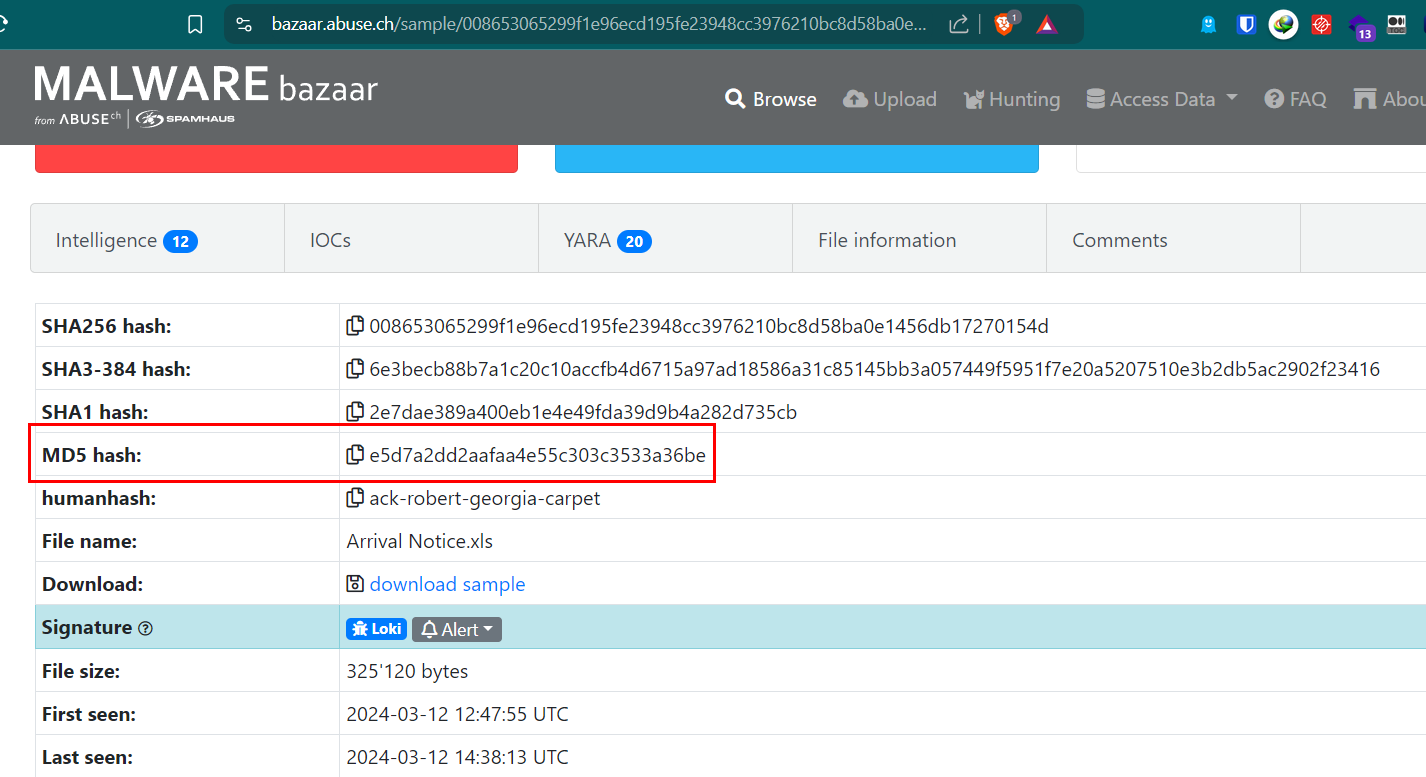 bazaar.abuse.ch/sample/008653065299f1e96ecd195fe23948cc3976210bc8d58ba0e... 1 13 TOC
MALWARE bazaar
from ABUSE ch | SPAMHAUS
Browse Upload Hunting Access Data FAQ Abou
Intelligence 12 IOCs YARA 20 File information Comments
SHA256 hash: 008653065299f1e96ecd195fe23948cc3976210bc8d58ba0e1456db17270154d
SHA3-384 hash: 6e3becb88b7a1c20c10accfb4d6715a97ad18586a31c85145bb3a057449f5951f7e20a5207510e3b2db5ac2902f23416
SHA1 hash: 2e7dae389a400eb1e4e49fda39d9b4a282d735cb
MD5 hash: e5d7a2dd2aafaa4e55c303c3533a36be
humanhash: ack-robert-georgia-carpet
File name: Arrival Notice.xls
Download: download sample
Signature ? Loki Alert
File size: 325'120 bytes
First seen: 2024-03-12 12:47:55 UTC
Last seen: 2024-03-12 14:38:13 UTC